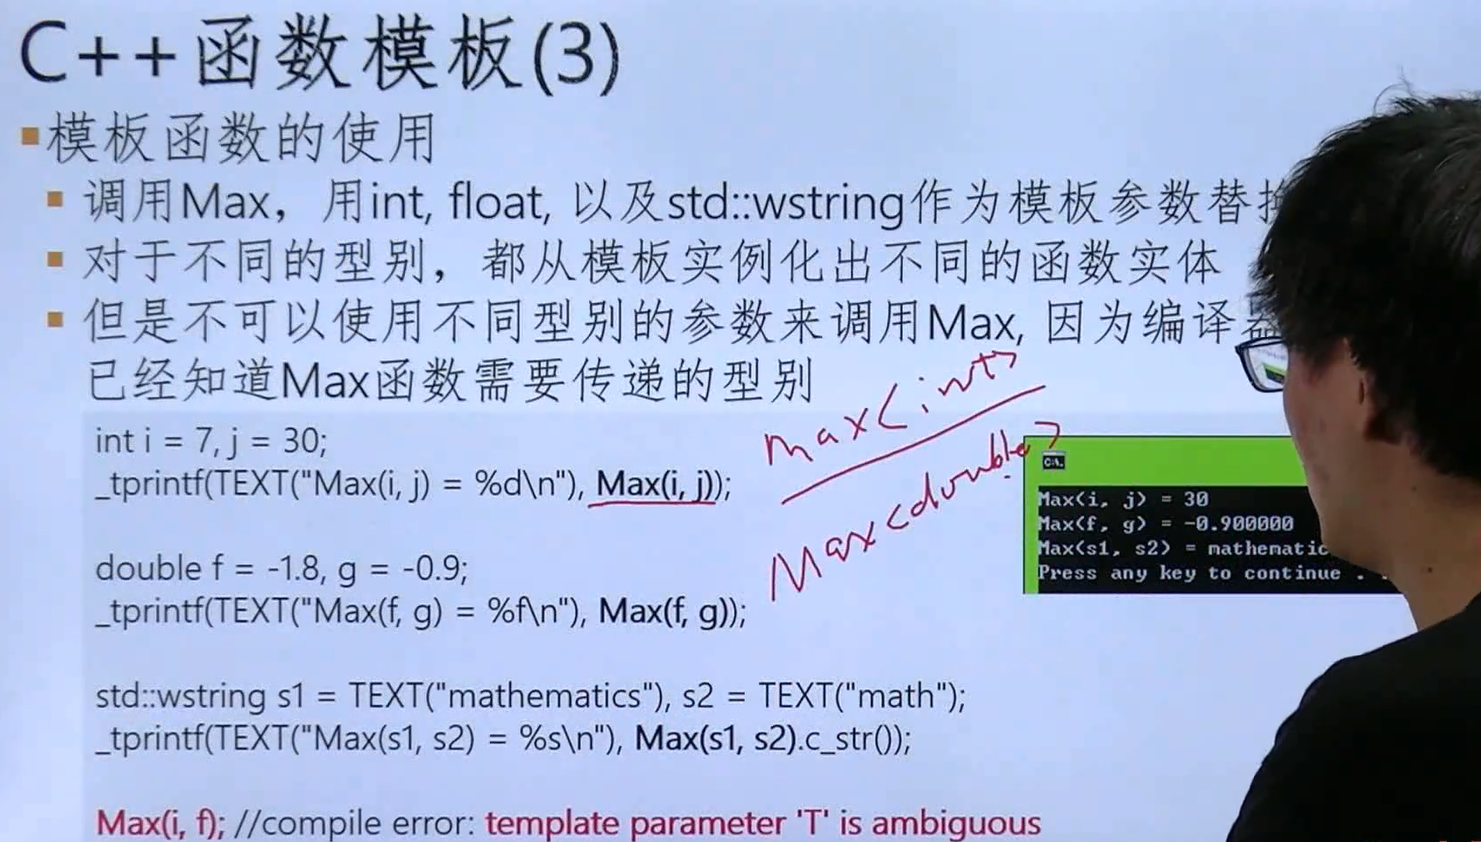 C++函数模板(3)
模板函数的使用
调用Max，用int, float, 以及std::wstring作为模板参数替换
对于不同的型别，都从模板实例化出不同的函数实体
但是不可以使用不同型别的参数来调用Max, 因为编译器
已经知道Max函数需要传递的型别
max<int>
Max<double>
int i = 7, j = 30;
_tprintf(TEXT("Max(i, j) = %d\n"), Max(i, j));
double f = -1.8, g = -0.9;
_tprintf(TEXT("Max(f, g) = %f\n"), Max(f, g));
std::wstring s1 = TEXT("mathematics"), s2 = TEXT("math");
_tprintf(TEXT("Max(s1, s2) = %s\n"), Max(s1, s2).c_str());
Max(i, f); //compile error: template parameter 'T' is ambiguous
C:\.
Max(i, j) = 30
Max(f, g) = -0.900000
Max(s1, s2) = mathematic
Press any key to continue . .